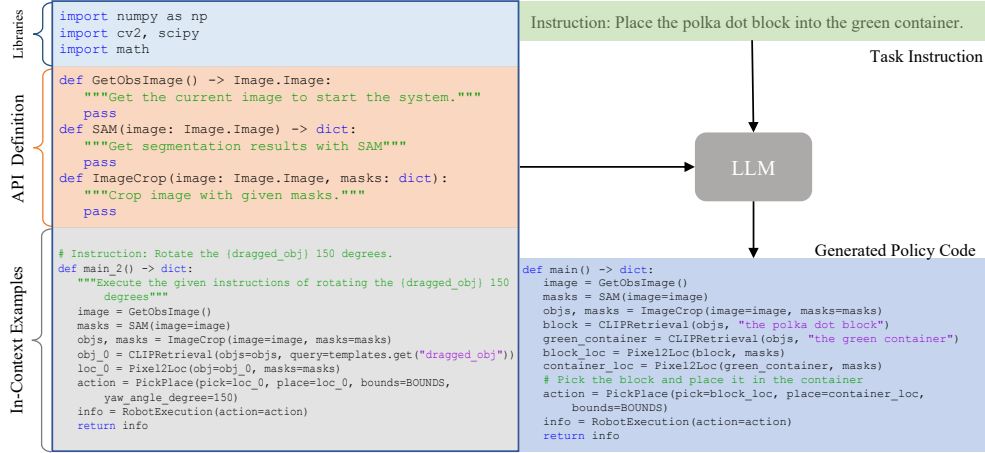 Libraries
import numpy as np
import cv2, scipy
import math
API Definition
def GetObsImage() -> Image.Image:
"""Get the current image to start the system."""
pass
def SAM(image: Image.Image) -> dict:
"""Get segmentation results with SAM"""
pass
def ImageCrop(image: Image.Image, masks: dict):
"""Crop image with given masks."""
pass
In-Context Examples
# Instruction: Rotate the {dragged_obj} 150 degrees.
def main_2() -> dict:
"""Execute the given instructions of rotating the {dragged_obj} 150
degrees"""
image = GetObsImage()
masks = SAM(image=image)
objs, masks = ImageCrop(image=image, masks=masks)
obj_0 = CLIPRetrieval(objs=objs, query=templates.get("dragged_obj"))
loc_0 = Pixel2Loc(obj=obj_0, masks=masks)
action = PickPlace(pick=loc_0, place=loc_0, bounds=BOUNDS,
yaw_angle_degree=150)
info = RobotExecution(action=action)
return info
Instruction: Place the polka dot block into the green container.
Task Instruction
LLM
Generated Policy Code
def main() -> dict:
image = GetObsImage()
masks = SAM(image=image)
objs, masks = ImageCrop(image=image, masks=masks)
block = CLIPRetrieval(objs, "the polka dot block")
green_container = CLIPRetrieval(objs, "the green container")
block_loc = Pixel2Loc(block, masks)
container_loc = Pixel2Loc(green_container, masks)
# Pick the block and place it in the container
action = PickPlace(pick=block_loc, place=container_loc,
bounds=BOUNDS)
info = RobotExecution(action=action)
return info